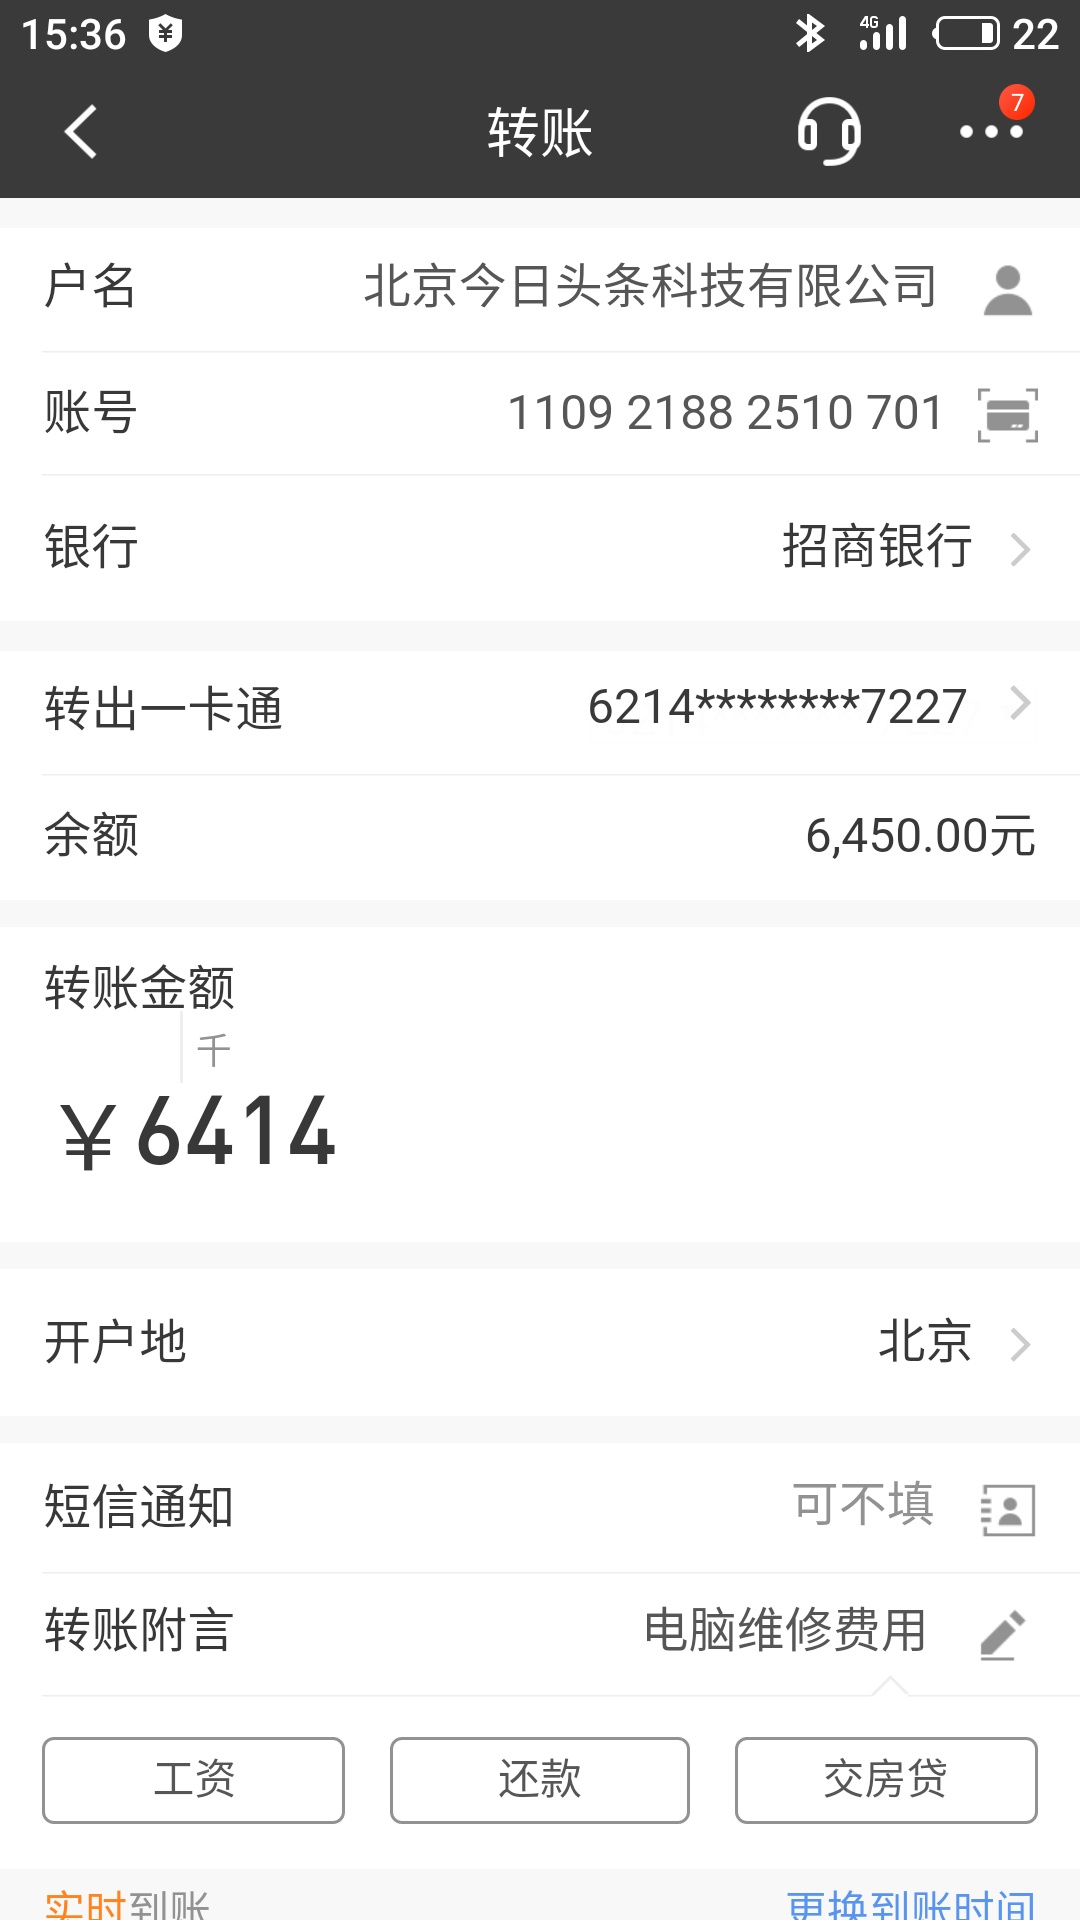 15:36 4G 22
转账 7
户名 北京今日头条科技有限公司
账号 1109 2188 2510 701
银行 招商银行
转出一卡通 6214********7227
余额 6,450.00元
转账金额
千
¥ 6414
开户地 北京
短信通知 可不填
转账附言 电脑维修费用
工资 还款 交房贷
实时到账 更换到账时间